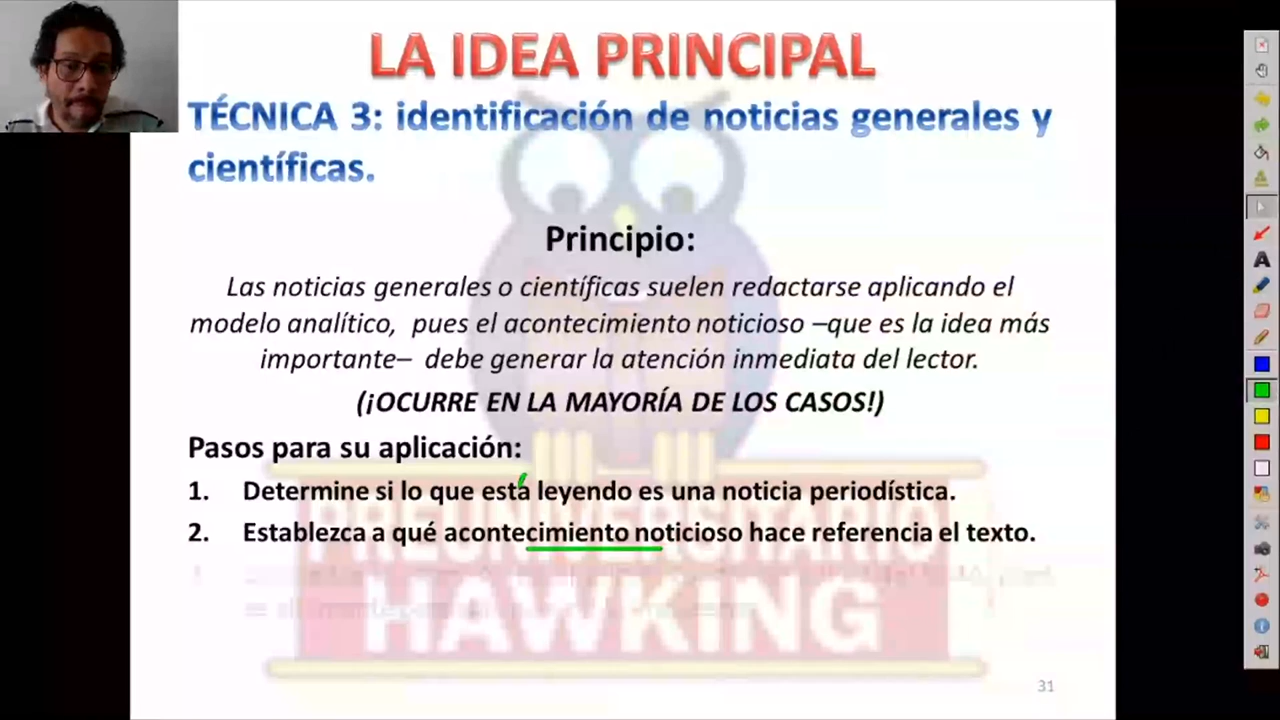 LA IDEA PRINCIPAL
TÉCNICA 3: identificación de noticias generales y
científicas.
Principio:
Las noticias generales o científicas suelen redactarse aplicando el
modelo analítico, pues el acontecimiento noticioso –que es la idea más
importante– debe generar la atención inmediata del lector.
(¡OCURRE EN LA MAYORÍA DE LOS CASOS!)
Pasos para su aplicación:
1. Determine si lo que está leyendo es una noticia periodística.
2. Establezca a qué acontecimiento noticioso hace referencia el texto.
PREUNIVERSITARIO
HAWKING
31